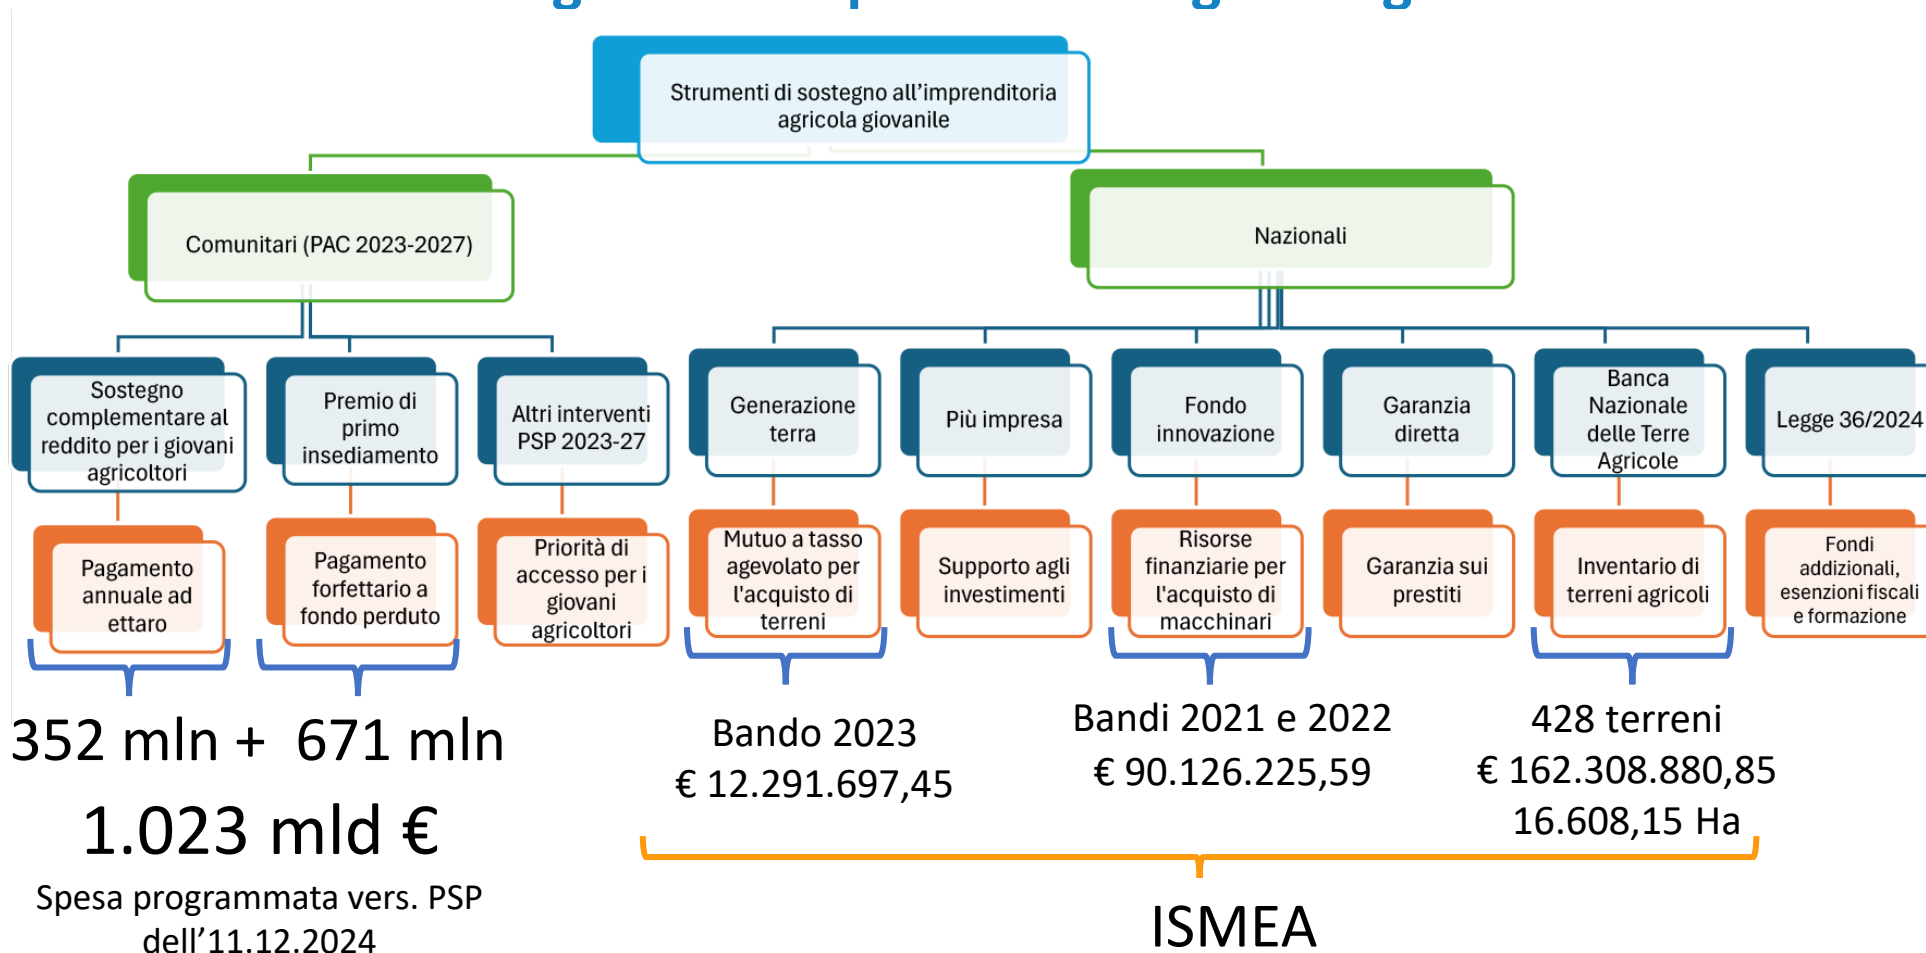 Strumenti di sostegno all'imprenditoria
agricola giovanile
Comunitari (PAC 2023-2027)
Nazionali
Sostegno
complementare al
reddito per i giovani
agricoltori
Premio di
primo
insediamento
Altri interventi
PSP 2023-27
Generazione
terra
Più impresa
Fondo
innovazione
Garanzia
diretta
Banca
Nazionale
delle Terre
Agricole
Legge 36/2024
Pagamento
annuale ad
ettaro
Pagamento
forfettario a
fondo perduto
Priorità di
accesso per i
giovani
agricoltori
Mutuo a tasso
agevolato per
l'acquisto di
terreni
Supporto agli
investimenti
Risorse
finanziarie per
l'acquisto di
macchinari
Garanzia sui
prestiti
Inventario di
terreni agricoli
Fondi
addizionali,
esenzioni fiscali
e formazione
352 mln + 671 mln
1.023 mld €
Spesa programmata vers. PSP
dell'11.12.2024
Bando 2023
€ 12.291.697,45
Bandi 2021 e 2022
€ 90.126.225,59
428 terreni
€ 162.308.880,85
16.608,15 Ha
ISMEA